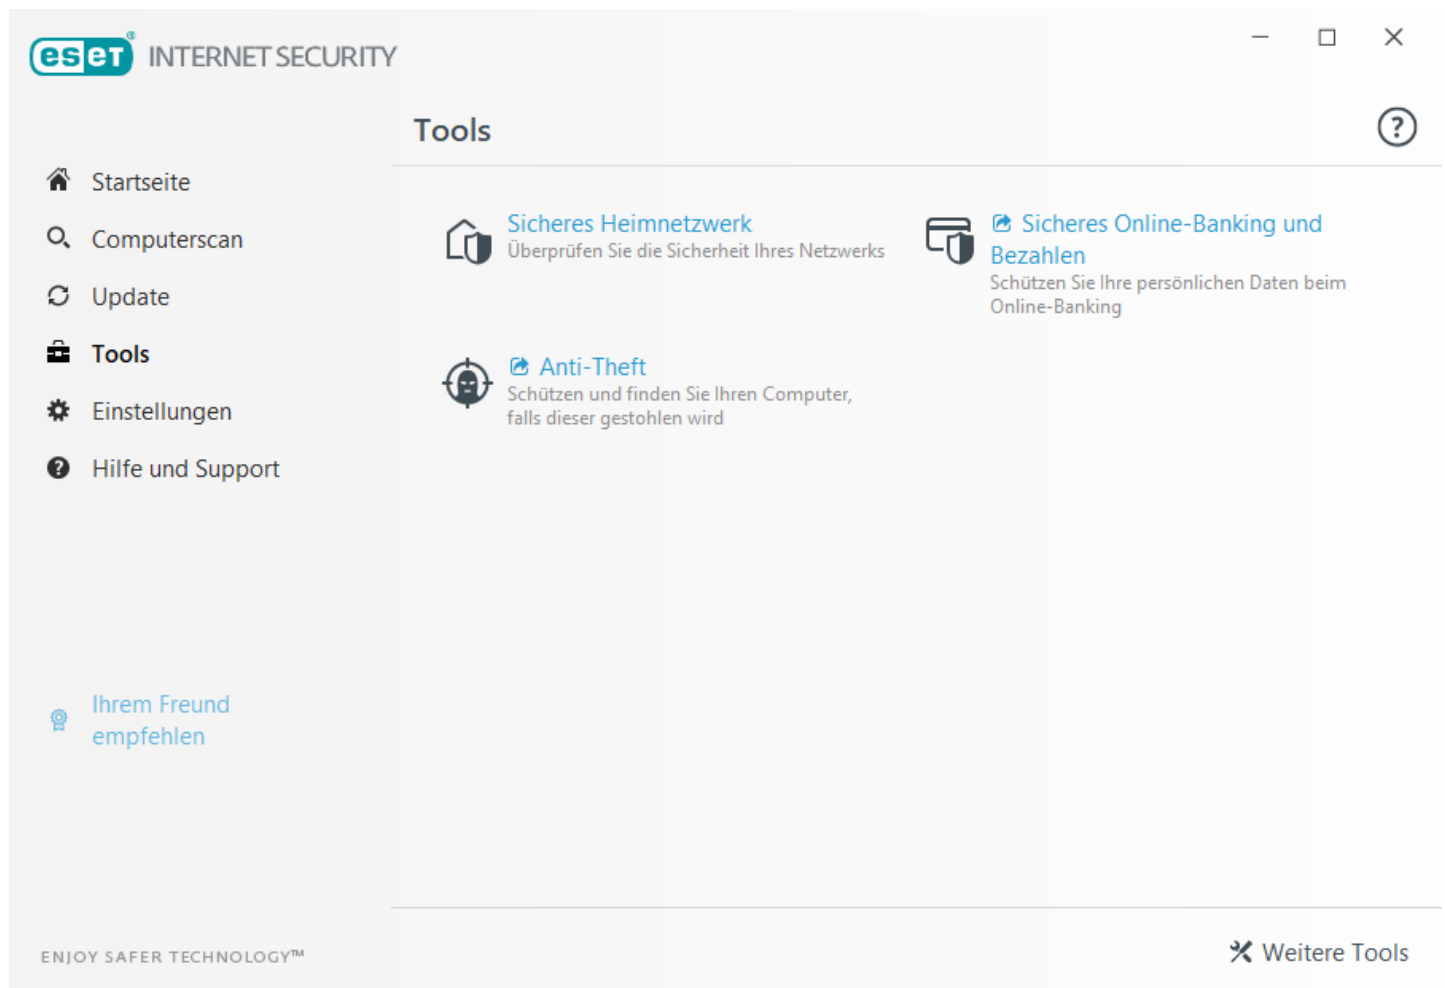 eseT® INTERNET SECURITY
Tools
?
Startseite
Computerscan
Update
Tools
Einstellungen
Hilfe und Support
Sicheres Heimnetzwerk
Überprüfen Sie die Sicherheit Ihres Netzwerks
Sicheres Online-Banking und
Bezahlen
Schützen Sie Ihre persönlichen Daten beim
Online-Banking
Anti-Theft
Schützen und finden Sie Ihren Computer,
falls dieser gestohlen wird
Ihrem Freund
empfehlen
ENJOY SAFER TECHNOLOGY™
Weitere Tools